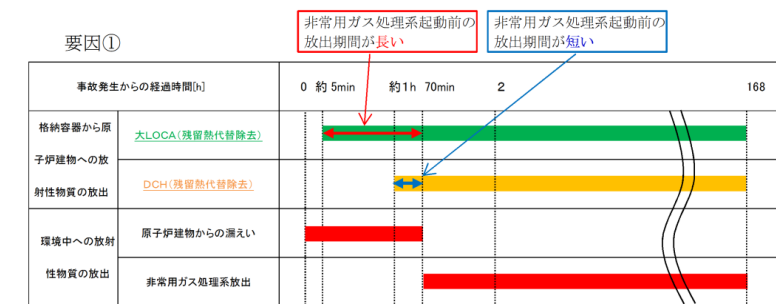 要因①
非常用ガス処理系起動前の
放出期間が長い
非常用ガス処理系起動前の
放出期間が短い
事故発生からの経過時間[h]
0 約5min 約1h 70min 2 168
格納容器から原
子炉建物への放
射性物質の放出
大LOCA(残留熱代替除去)
DCH(残留熱代替除去)
環境中への放射
性物質の放出
原子炉建物からの漏えい
非常用ガス処理系放出